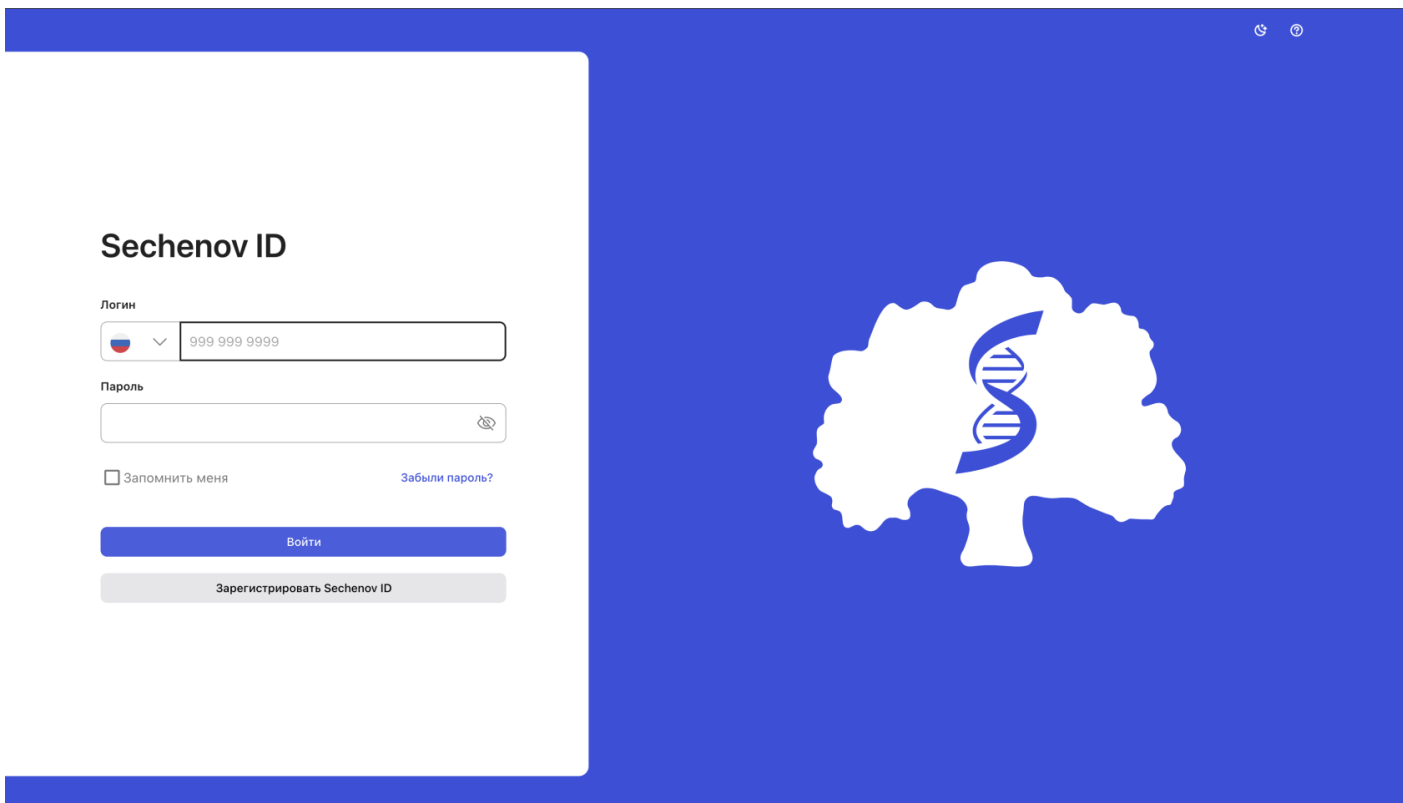 Sechenov ID
Логин
999 999 9999
Пароль
Запомнить меня
Забыли пароль?
Войти
Зарегистрировать Sechenov ID